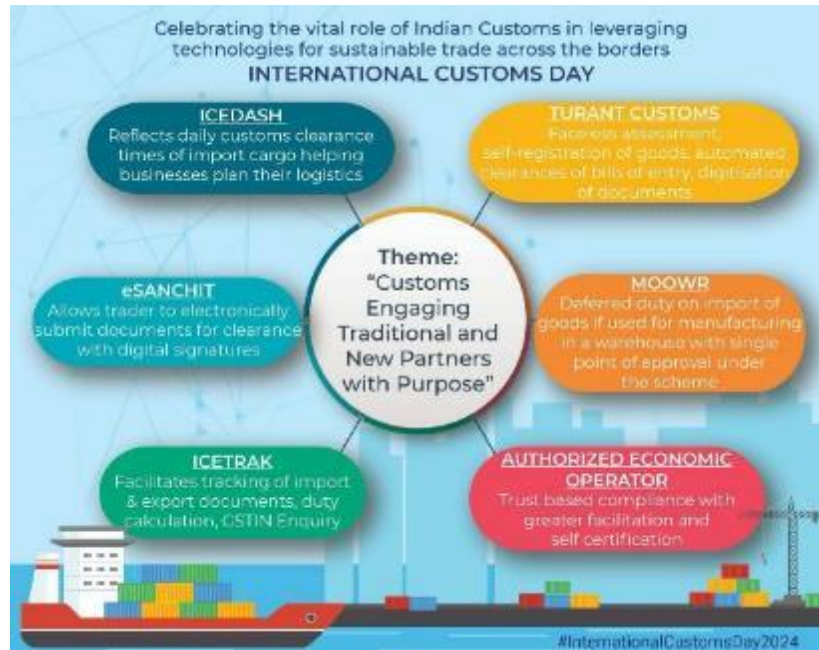 Celebrating the vital role of Indian Customs in leveraging
technologies for sustainable trade across the borders
INTERNATIONAL CUSTOMS DAY
ICEDASH
Reflects daily customs clearance
times of import cargo helping
businesses plan their logistics
TURANT CUSTOMS
Faceless assessment,
self-registration of goods, automated
clearances of bills of entry, digitisation
of documents
Theme:
“Customs
Engaging
Traditional and
New Partners
with Purpose”
eSANCHIT
Allows trader to electronically
submit documents for clearance
with digital signatures
MOOWR
Deferred duty on import of
goods if used for manufacturing
in a warehouse with single
point of approval under
the scheme
ICETRAK
Facilitates tracking of import
& export documents, duty
calculation, GSTIN Enquiry
AUTHORIZED ECONOMIC
OPERATOR
Trust based compliance with
greater facilitation and
self certification
#InternationalCustomsDay2024